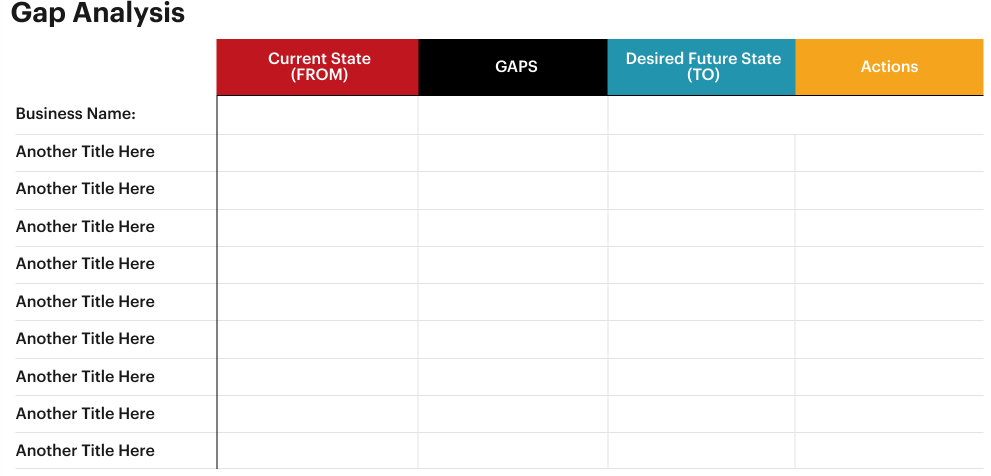 Gap Analysis
Current State
(FROM)
GAPS
Desired Future State
(TO)
Actions
Business Name:
Another Title Here
Another Title Here
Another Title Here
Another Title Here
Another Title Here
Another Title Here
Another Title Here
Another Title Here
Another Title Here